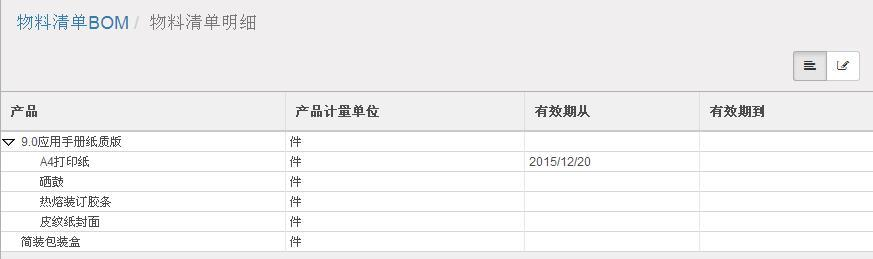 物料清单BOM / 物料清单明细
产品 产品计量单位 有效期从 有效期到
9.0应用手册纸质版 件
A4打印纸 件 2015/12/20
硒鼓 件
热熔装订胶条 件
皮纹纸封面 件
简装包装盒 件